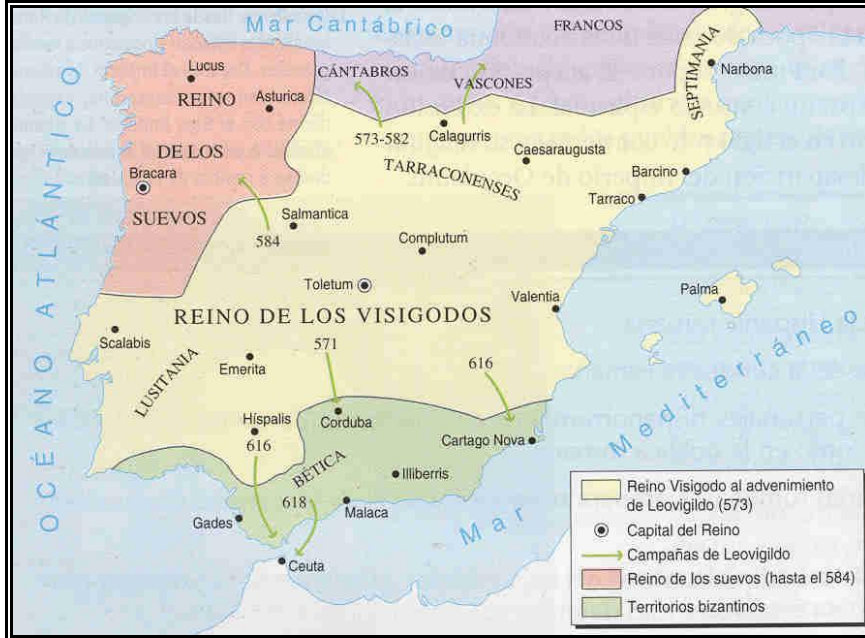 Mar Cantábrico
FRANCOS
CÁNTABROS
VASCONES
SEPTIMANIA
Narbona
Lucus
Asturica
REINO
DE LOS
SUEVOS
Bracara
573-582
Calagurris
Caesaraugusta
TARRACONENSES
Barcino
Tarraco
Salmantica
584
Complutum
Toletum
REINO DE LOS VISIGODOS
Valentia
Palma
OCÉANO ATLÁNTICO
Scalabis
LUSITANIA
Emerita
571
616
Híspalis
616
Corduba
Cartago Nova
BÉTICA
Illiberris
618
Malaca
Gades
Ceuta
Mar Mediterráneo
Reino Visigodo al advenimiento
de Leovigildo (573)
Capital del Reino
Campañas de Leovigildo
Reino de los suevos (hasta el 584)
Territorios bizantinos